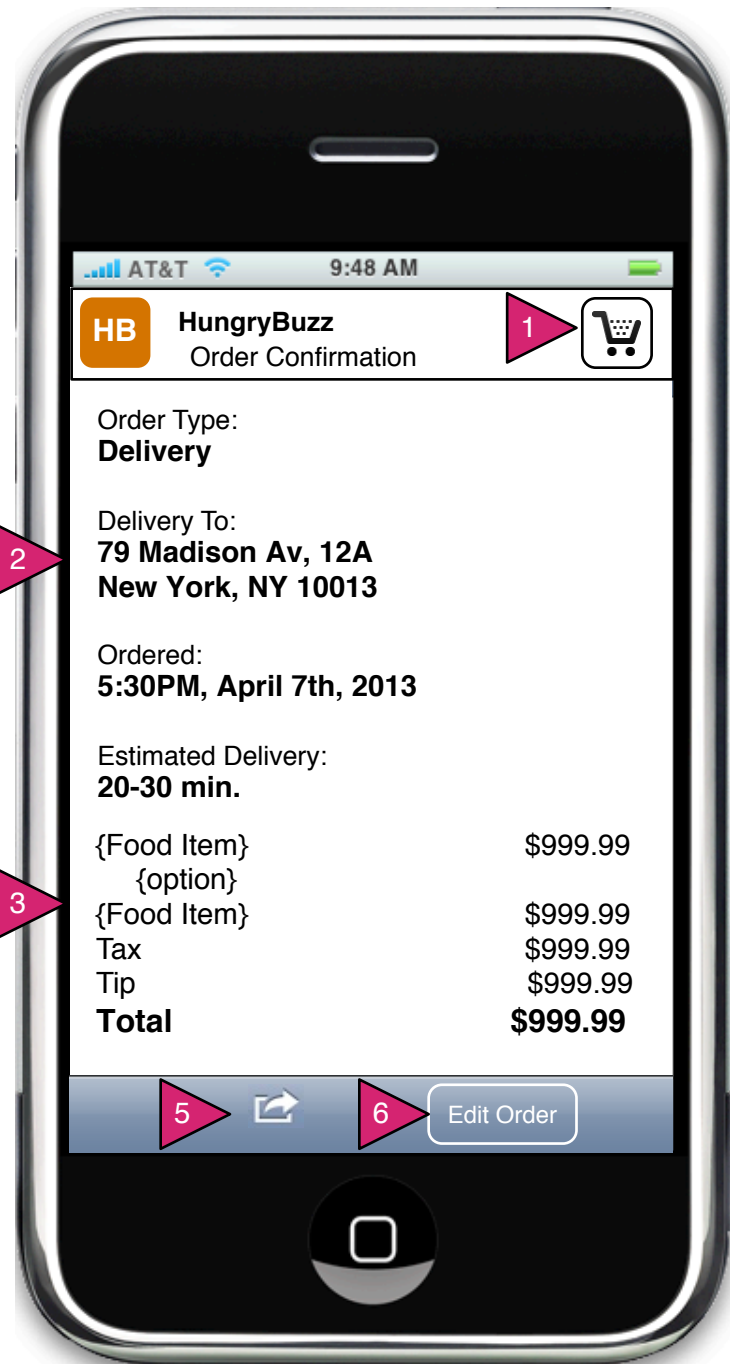 AT&T 9:48 AM
HB HungryBuzz 1
Order Confirmation
Order Type:
Delivery
Delivery To:
2 79 Madison Av, 12A
New York, NY 10013
Ordered:
5:30PM, April 7th, 2013
Estimated Delivery:
20-30 min.
{Food Item} $999.99
{option}
3
{Food Item} $999.99
Tax $999.99
Tip $999.99
Total $999.99
5 6 Edit Order